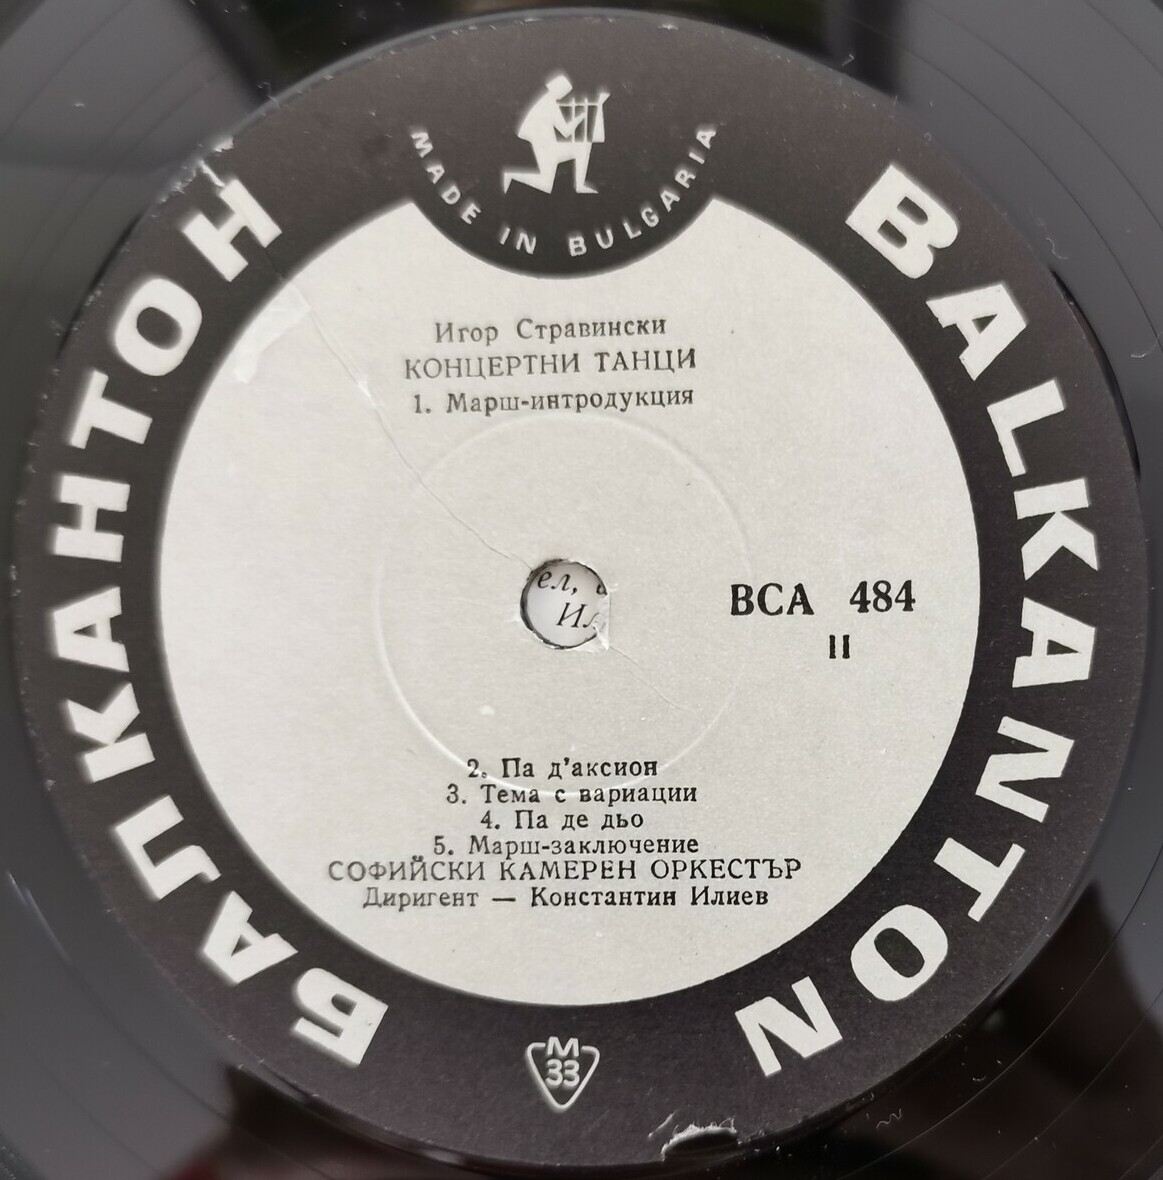 MADE IN BULGARIA
БАЛКАНТОН
BALKANTON
Игор Стравински
КОНЦЕРТНИ ТАНЦИ
1. Марш-интродукция
ел,
ВСА 484
II
2. Па д'аксион
3. Тема с вариации
4. Па де дьо
5. Марш-заключение
СОФИЙСКИ КАМЕРЕН ОРКЕСТЪР
Диригент — Константин Илиев
M
33